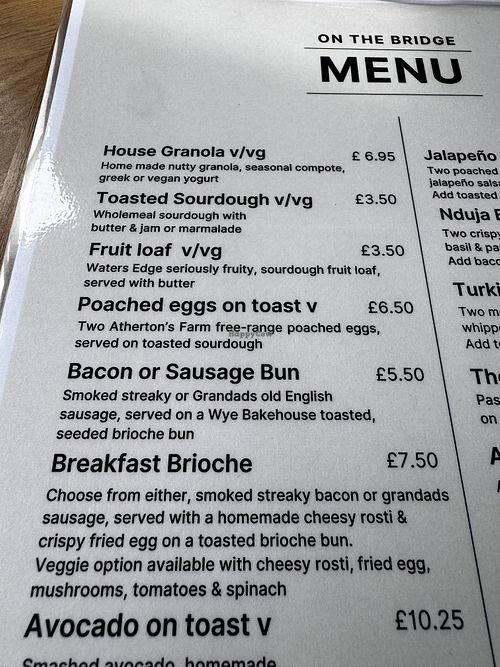 ON THE BRIDGE
MENU
House Granola v/vg £ 6.95
Home made nutty granola, seasonal compote,
greek or vegan yogurt
Toasted Sourdough v/vg £3.50
Wholemeal sourdough with
butter & jam or marmalade
Fruit loaf v/vg £3.50
Waters Edge seriously fruity, sourdough fruit loaf,
served with butter
Poached eggs on toast v £6.50
Two Atherton's Farm free-range poached eggs,
served on toasted sourdough
Bacon or Sausage Bun £5.50
Smoked streaky or Grandads old English
sausage, served on a Wye Bakehouse toasted,
seeded brioche bun
Breakfast Brioche £7.50
Choose from either, smoked streaky bacon or grandads
sausage, served with a homemade cheesy rosti &
crispy fried egg on a toasted brioche bun.
Veggie option available with cheesy rosti, fried egg,
mushrooms, tomatoes & spinach
Avocado on toast v £10.25
Smashed avocado, homemade
Jalapeño
Two poached
jalapeño salsa
Add toasted
Nduja
Two crispy
basil &
Add
Two
Add
on
happyCow